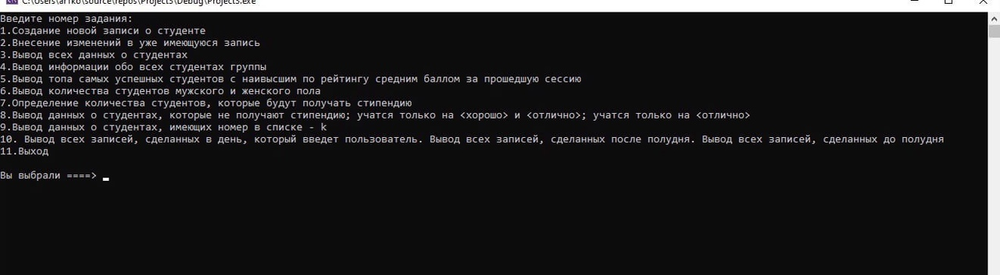 C:\Users\ar1ko\source\repos\Project3\Debug\Project3.exe
Введите номер задания:
1.Создание новой записи о студенте
2.Внесение изменений в уже имеющуюся запись
3.Вывод всех данных о студентах
4.Вывод информации обо всех студентах группы
5.Вывод топа самых успешных студентов с наивысшим по рейтингу средним баллом за прошедшую сессию
6.Вывод количества студентов мужского и женского пола
7.Определение количества студентов, которые будут получать стипендию
8.Вывод данных о студентах, которые не получают стипендию; учатся только на <хорошо> и <отлично>; учатся только на <отлично>
9.Вывод данных о студентах, имеющих номер в списке - k
10. Вывод всех записей, сделанных в день, который введет пользователь. Вывод всех записей, сделанных после полудня. Вывод всех записей, сделанных до полудня
11.Выход
Вы выбрали ====>